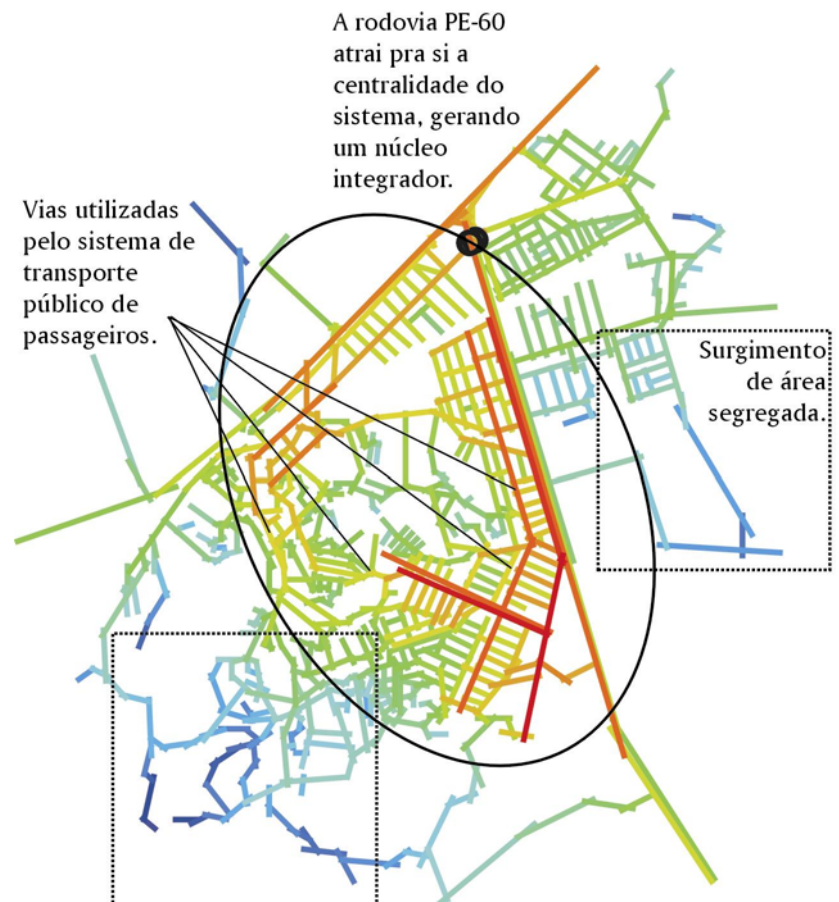 A rodovia PE-60
atrai pra si a
centralidade do
sistema, gerando
um núcleo
integrador.
Vias utilizadas
pelo sistema de
transporte
público de
passageiros.
Surgimento
de área
segregada.